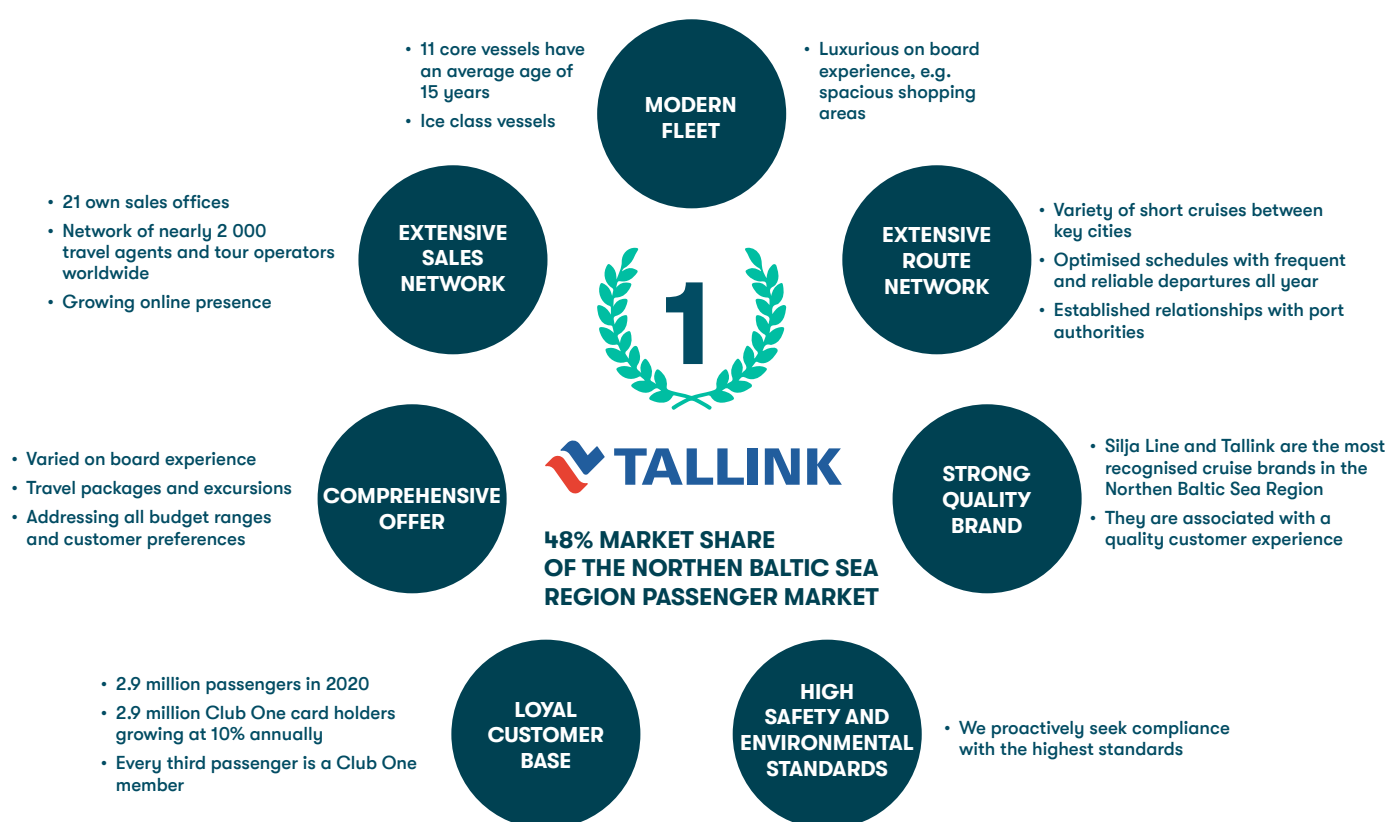 • 11 core vessels have
an average age of
15 years
• Ice class vessels
MODERN
FLEET
• Luxurious on board
experience, e.g.
spacious shopping
areas
• 21 own sales offices
• Network of nearly 2 000
travel agents and tour operators
worldwide
• Growing online presence
EXTENSIVE
SALES
NETWORK
1
EXTENSIVE
ROUTE
NETWORK
• Variety of short cruises between
key cities
• Optimised schedules with frequent
and reliable departures all year
• Established relationships with port
authorities
• Varied on board experience
• Travel packages and excursions
• Addressing all budget ranges
and customer preferences
COMPREHENSIVE
OFFER
TALLINK
48% MARKET SHARE
OF THE NORTHEN BALTIC SEA
REGION PASSENGER MARKET
STRONG
QUALITY
BRAND
• Silja Line and Tallink are the most
recognised cruise brands in the
Northen Baltic Sea Region
• They are associated with a
quality customer experience
• 2.9 million passengers in 2020
• 2.9 million Club One card holders
growing at 10% annually
• Every third passenger is a Club One
member
LOYAL
CUSTOMER
BASE
HIGH
SAFETY AND
ENVIRONMENTAL
STANDARDS
• We proactively seek compliance
with the highest standards